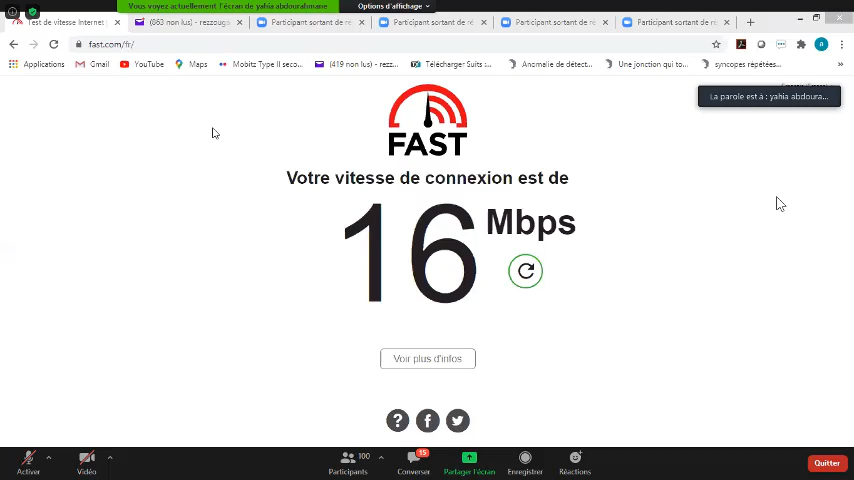 Vous voyez actuellement l'écran de yahia abdourahmane
Options d'affichage
Test de vitesse Internet
(863 non lus) - rezzoug
Participant sortant de ré
Participant sortant de ré
Participant sortant de ré
Participant sortant de ré
fast.com/fr/
a
Applications
Gmail
YouTube
Maps
Mobitz Type II seco...
(419 non lus) - rezz...
Télécharger Suits :...
Anomalie de détect...
Une jonction qui to...
syncopes répétées...
La parole est à : yahia abdoura...
FAST
Votre vitesse de connexion est de
16 Mbps
Voir plus d'infos
?
Activer
Vidéo
Participants
100
Converser
15
Partager l'écran
Enregistrer
Réactions
Quitter